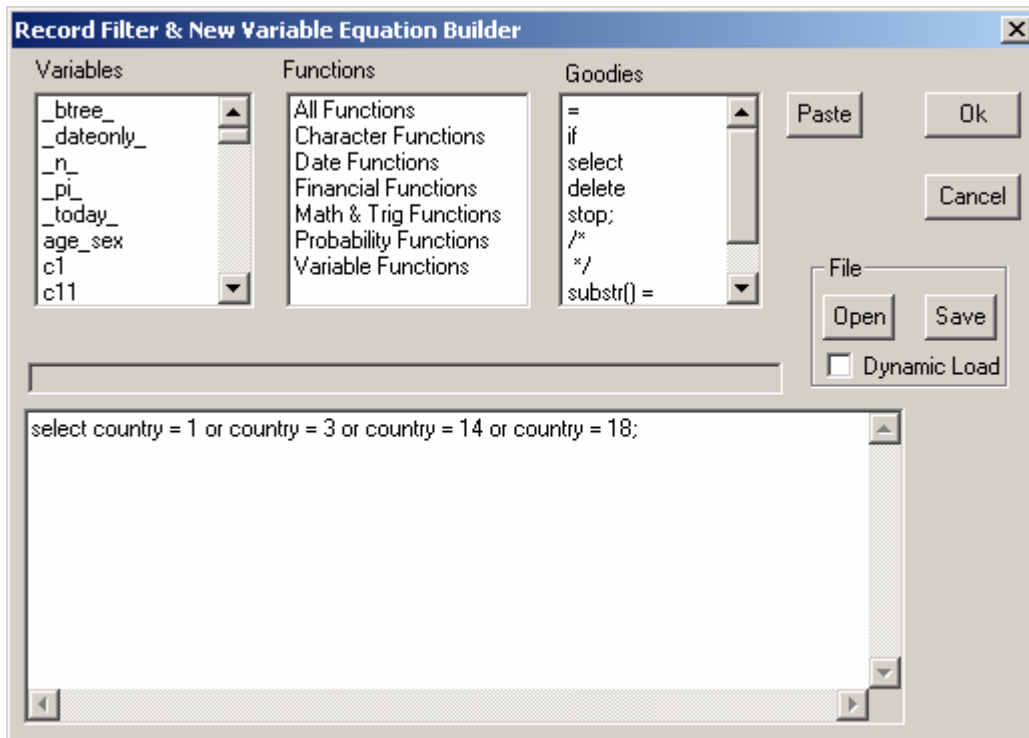 Record Filter & New Variable Equation Builder
Variables
Functions
Goodies
_btree_
_dateonly_
_n_
_pi_
_today_
age_sex
c1
c11
All Functions
Character Functions
Date Functions
Financial Functions
Math & Trig Functions
Probability Functions
Variable Functions
=
if
select
delete
stop;
/*
*/
substr() =
Paste
Ok
Cancel
File
Open
Save
Dynamic Load
select country = 1 or country = 3 or country = 14 or country = 18;